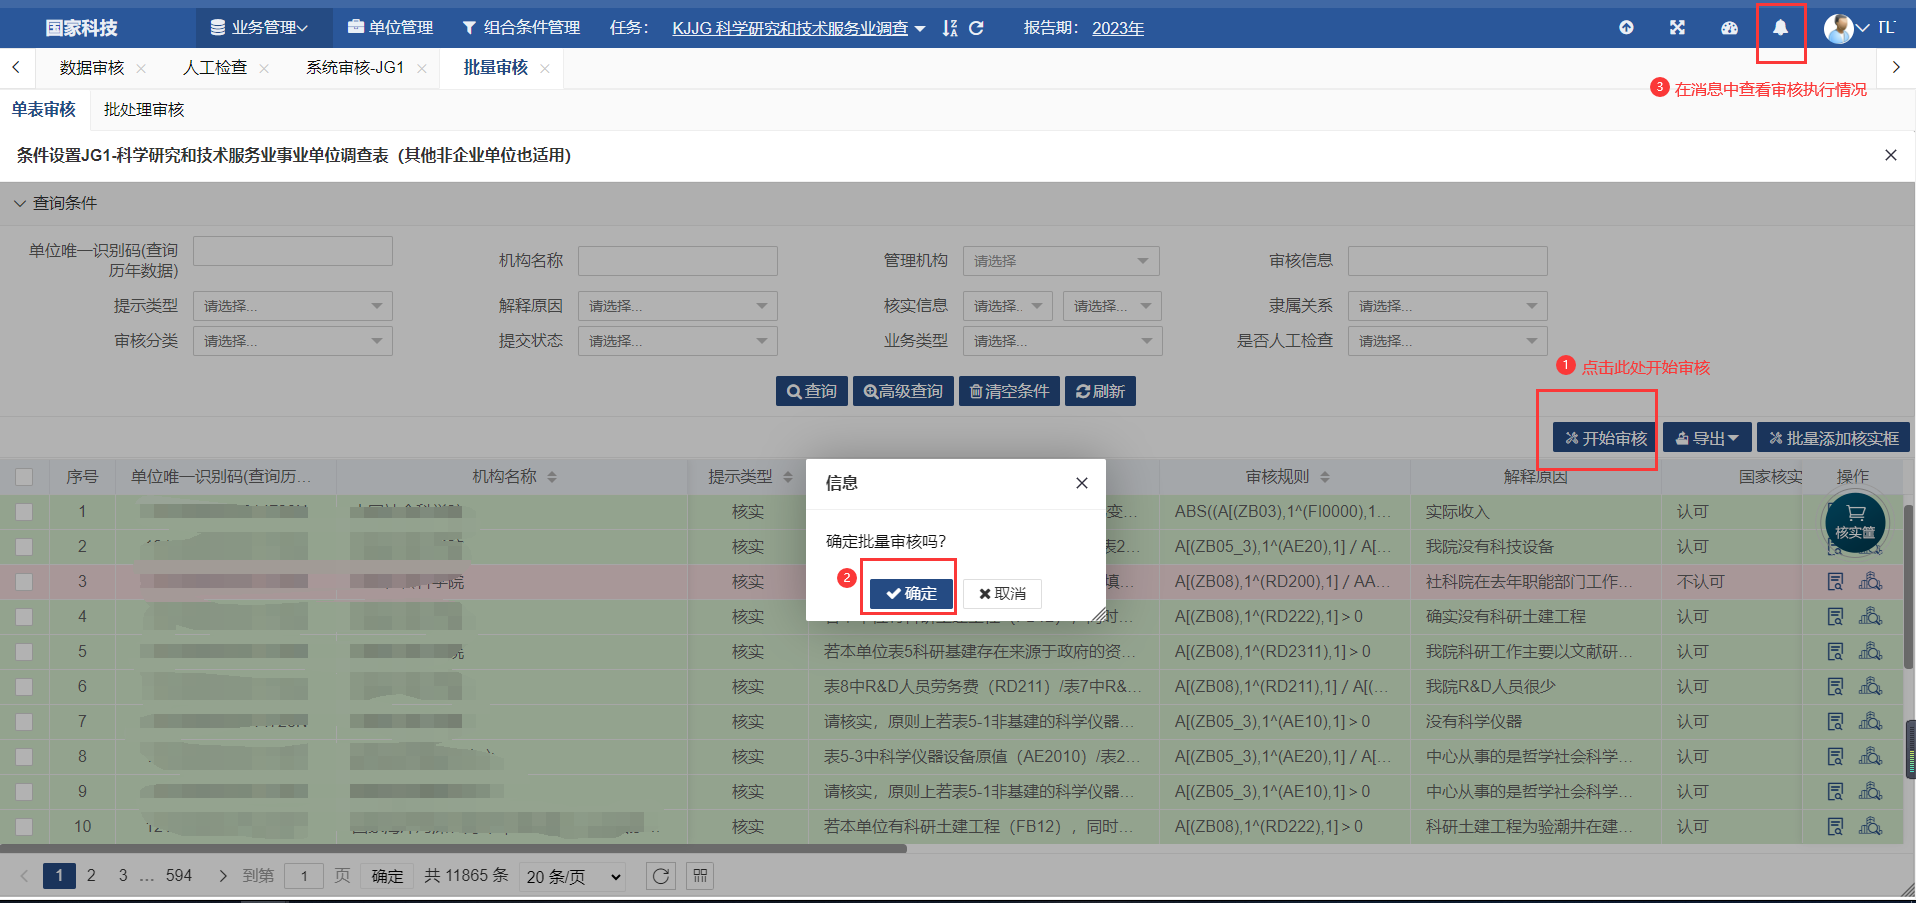 国家科技 业务管理 单位管理 组合条件管理 任务： KJJG 科学研究和技术服务业调查 报告期： 2023年
数据审核 人工检查 系统审核-JG1 批量审核
3 在消息中查看审核执行情况
单表审核 批处理审核
条件设置JG1-科学研究和技术服务业事业单位调查表（其他非企业单位也适用）
查询条件
单位唯一识别码(查询
历年数据)
机构名称 管理机构 请选择 审核信息
提示类型 请选择... 解释原因 请选择... 核实信息 请选择.. 请选择... 隶属关系 请选择...
审核分类 请选择... 提交状态 请选择... 业务类型 请选择... 是否人工检查 请选择...
1 点击此处开始审核
查询 高级查询 清空条件 刷新
开始审核 导出 批量添加核实框
序号 单位唯一识别码(查询历... 机构名称 提示类型 审核规则 解释原因 国家核实 操作
1 核实 变... ABS((A[(ZB03),1^(FI0000),1... 实际收入 认可
2 核实 表2... A[(ZB05_3),1^(AE20),1] / A[... 我院没有科技设备 认可
3 学院 核实 填... A[(ZB08),1^(RD200),1] / AA... 社科院在去年职能部门工作... 不认可
4 核实 A[(ZB08),1^(RD222),1] > 0 确实没有科研土建工程 认可
5 核实 若本单位表5科研基建存在来源于政府的资... A[(ZB08),1^(RD2311),1] > 0 我院科研工作主要以文献研... 认可
6 核实 表8中R&D人员劳务费（RD211）/表7中R&... A[(ZB08),1^(RD211),1] / A[(... 我院R&D人员很少 认可
7 核实 请核实，原则上若表5-1非基建的科学仪器... A[(ZB05_3),1^(AE10),1] > 0 没有科学仪器 认可
8 核实 表5-3中科学仪器设备原值（AE2010）/表2... A[(ZB05_3),1^(AE20),1] / A[... 中心从事的是哲学社会科学... 认可
9 核实 请核实，原则上若表5-1非基建的科学仪器... A[(ZB05_3),1^(AE10),1] > 0 中心从事的是哲学社会科学... 认可
10 核实 若本单位有科研土建工程（FB12），同时... A[(ZB08),1^(RD222),1] > 0 科研土建工程为验潮井在建... 认可
核实筐
信息
确定批量审核吗?
2 确定 取消
1 2 3 ... 594 到第 1 页 确定 共 11865 条 20 条/页